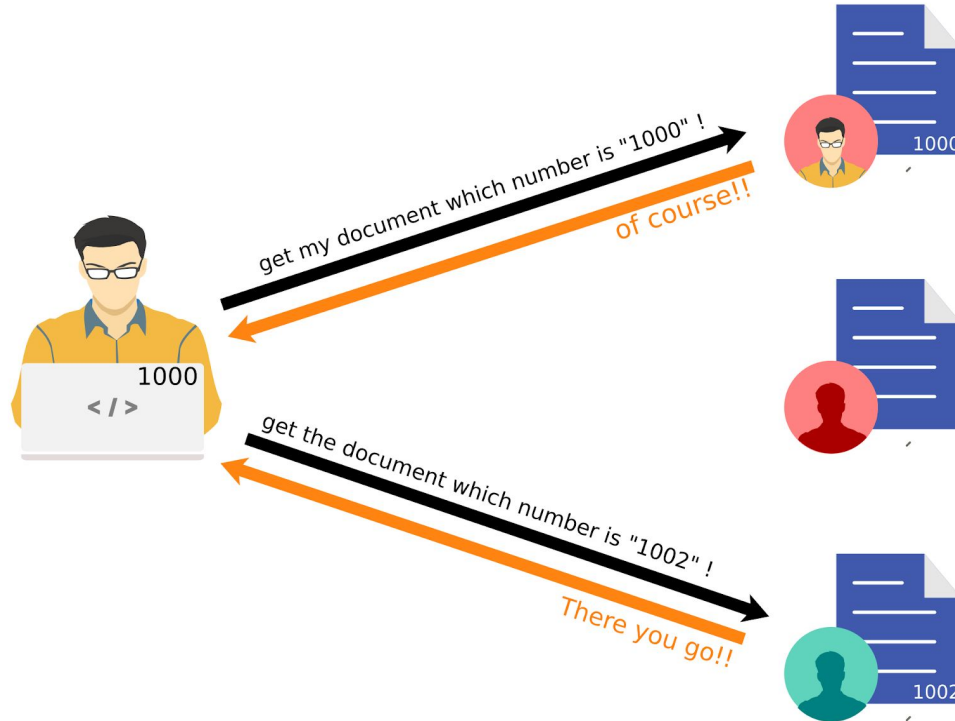 1000
get my document which number is "1000" !
of course!!
1000
</>
get the document which number is "1002" !
There you go!!
1002